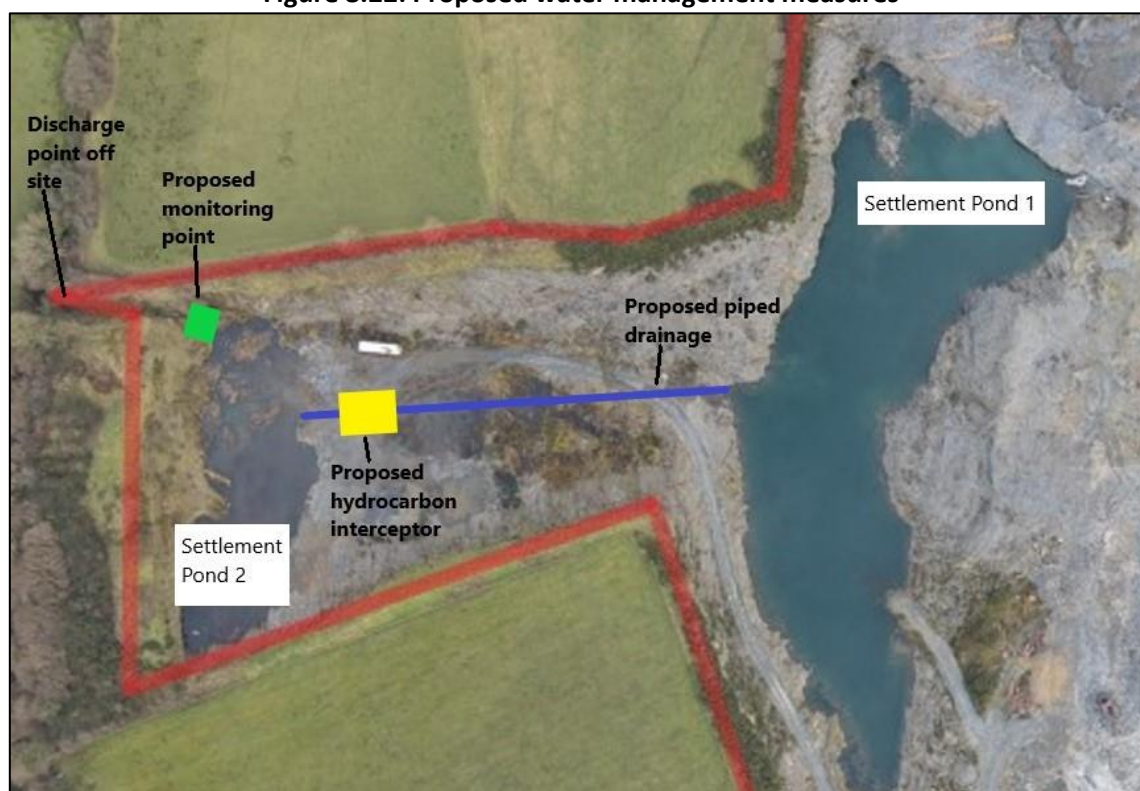 Figure Proposed water management measures
Discharge
point off
site
Proposed
monitoring
point
Settlement Pond 1
Proposed piped
drainage
Proposed
hydrocarbon
interceptor
Settlement
Pond 2